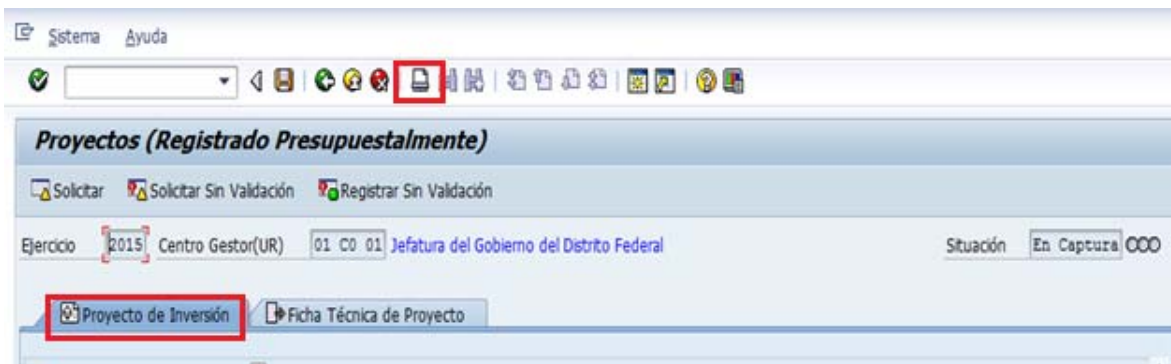 Sistema Ayuda
Proyectos (Registrado Presupuestalmente)
Solicitar Solicitar Sin Validación Registrar Sin Validación
Ejercicio 2015 Centro Gestor(UR) 01 C0 01 Jefatura del Gobierno del Distrito Federal Situación En Captura
Proyecto de Inversión Ficha Técnica de Proyecto